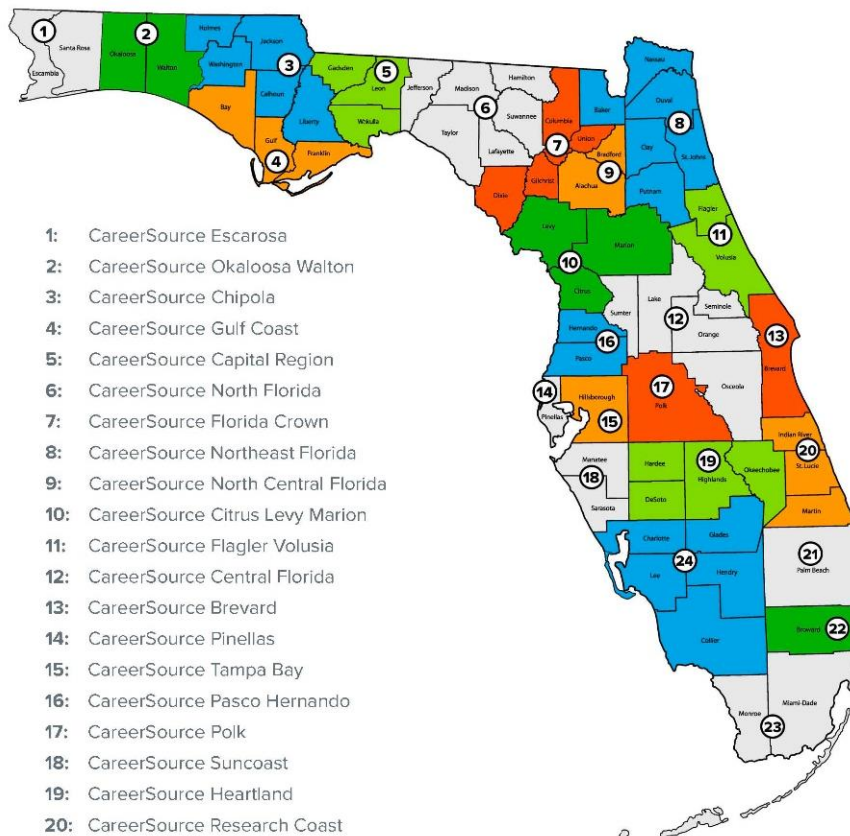 1
Santa Rosa
Escambia
2
Okaloosa
Walton
Holmes
Jackson
Washington
3
Calhoun
Liberty
Bay
Gulf
Franklin
4
5
Gadsden
Leon
Wakulla
Jefferson
Madison
Hamilton
6
Suwannee
Taylor
Lafayette
Columbia
Union
7
Gilchrist
Dixie
Baker
Bradford
9
Alachua
Nassau
Duval
8
Clay
St. Johns
Putnam
Flagler
11
Volusia
Levy
Marion
10
Citrus
Sumter
Lake
Seminole
12
Orange
Osceola
13
Brevard
Hernando
16
Pasco
14
Pinellas
Hillsborough
15
17
Polk
Indian River
20
St. Lucie
Martin
Manatee
18
Sarasota
Hardee
19
Highlands
DeSoto
Okeechobee
Charlotte
Glades
24
Lee
Hendry
Collier
21
Palm Beach
Broward
22
Monroe
Miami-Dade
23
1: CareerSource Escarosa
2: CareerSource Okaloosa Walton
3: CareerSource Chipola
4: CareerSource Gulf Coast
5: CareerSource Capital Region
6: CareerSource North Florida
7: CareerSource Florida Crown
8: CareerSource Northeast Florida
9: CareerSource North Central Florida
10: CareerSource Citrus Levy Marion
11: CareerSource Flagler Volusia
12: CareerSource Central Florida
13: CareerSource Brevard
14: CareerSource Pinellas
15: CareerSource Tampa Bay
16: CareerSource Pasco Hernando
17: CareerSource Polk
18: CareerSource Suncoast
19: CareerSource Heartland
20: CareerSource Research Coast